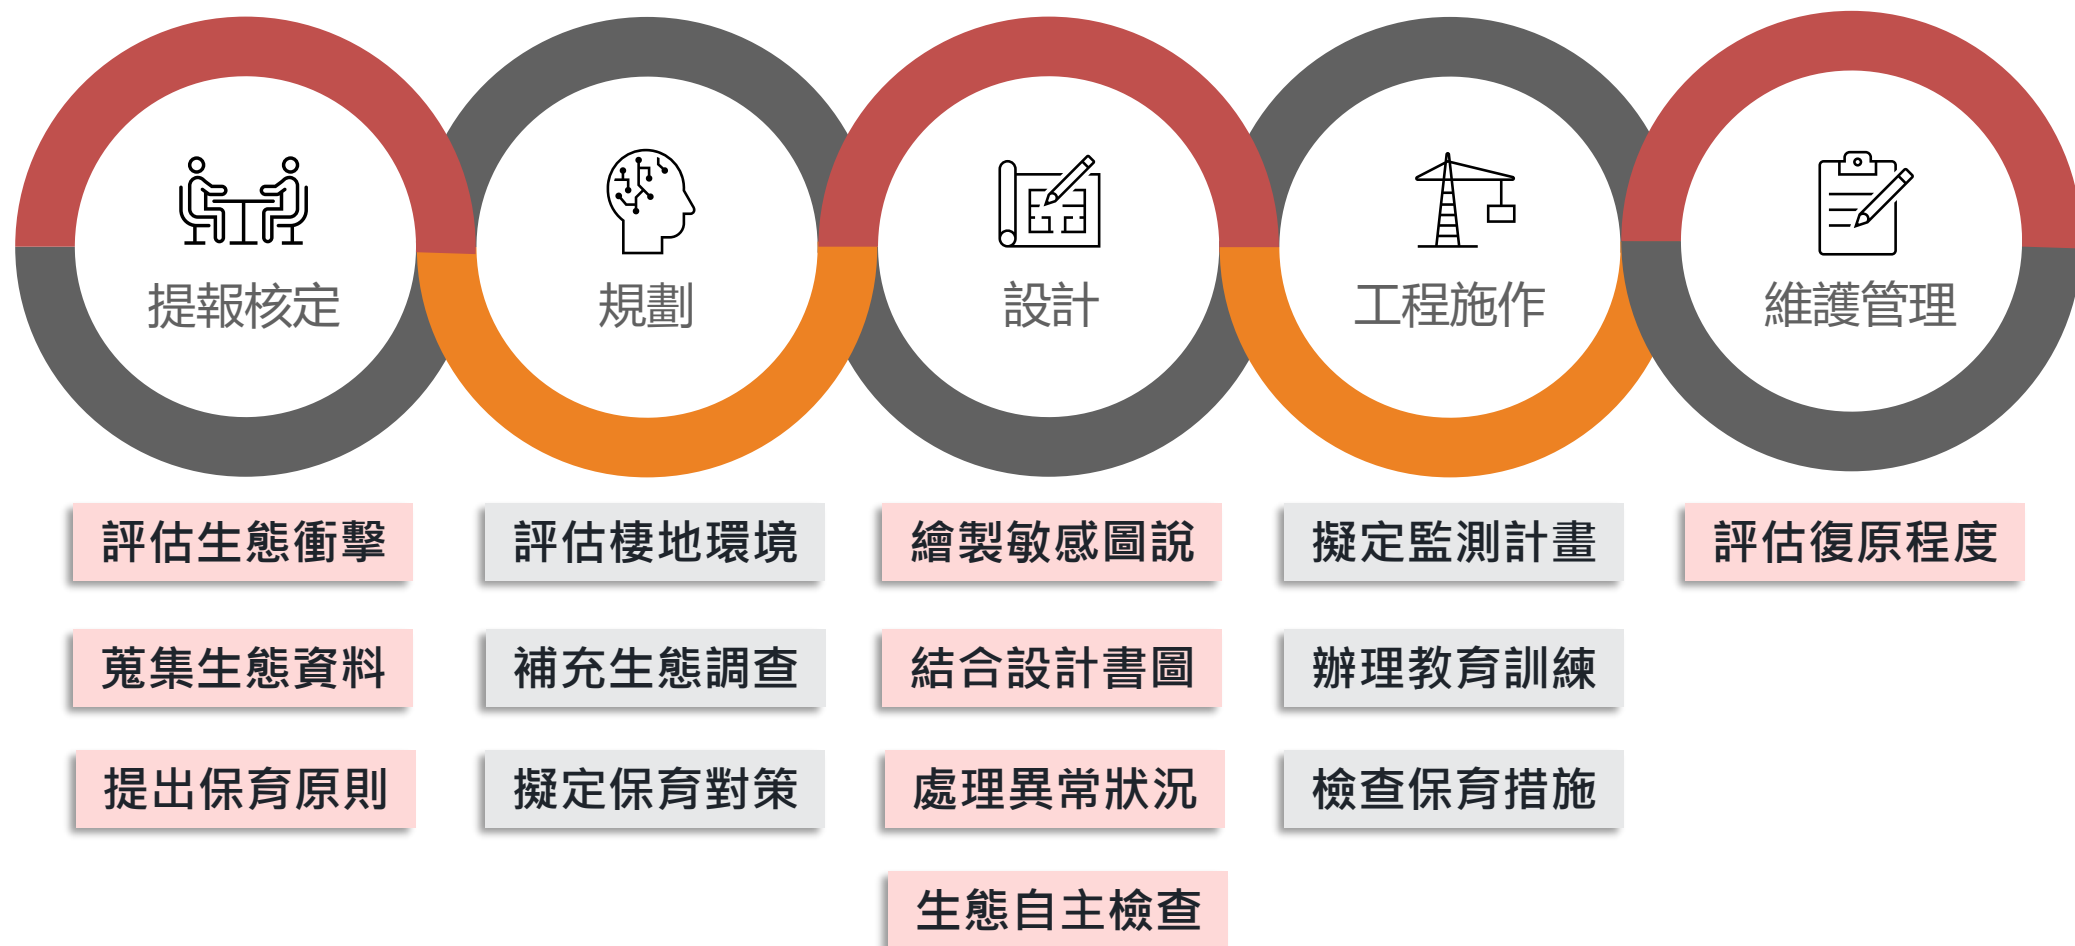 提報核定
規劃
設計
工程施作
維護管理
評估生態衝擊
評估棲地環境
繪製敏感圖說
擬定監測計畫
評估復原程度
蒐集生態資料
補充生態調查
結合設計書圖
辦理教育訓練
提出保育原則
擬定保育對策
處理異常狀況
檢查保育措施
生態自主檢查